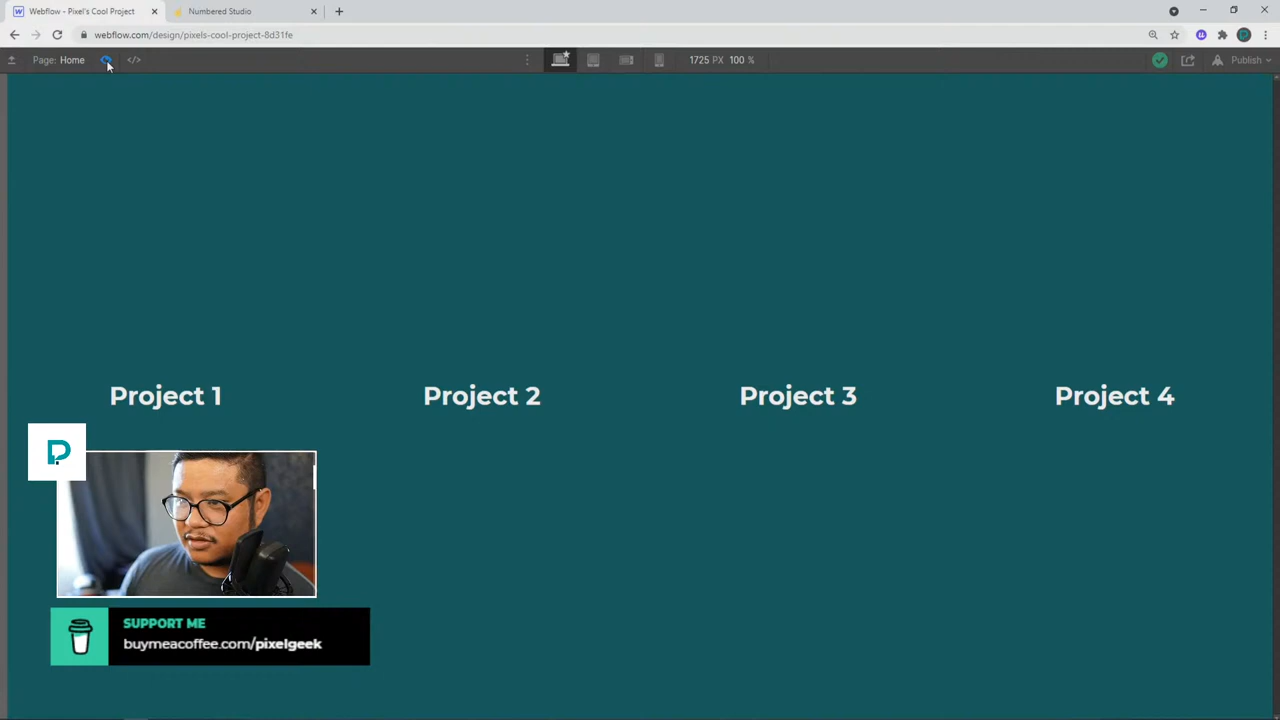 Webflow - Pixel's Cool Project
Numbered Studio
webflow.com/design/pixels-cool-project-8d31fe
Page: Home
1725 PX 100 %
Publish
Project 1
Project 2
Project 3
Project 4
SUPPORT ME
buymeacoffee.com/pixelgeek